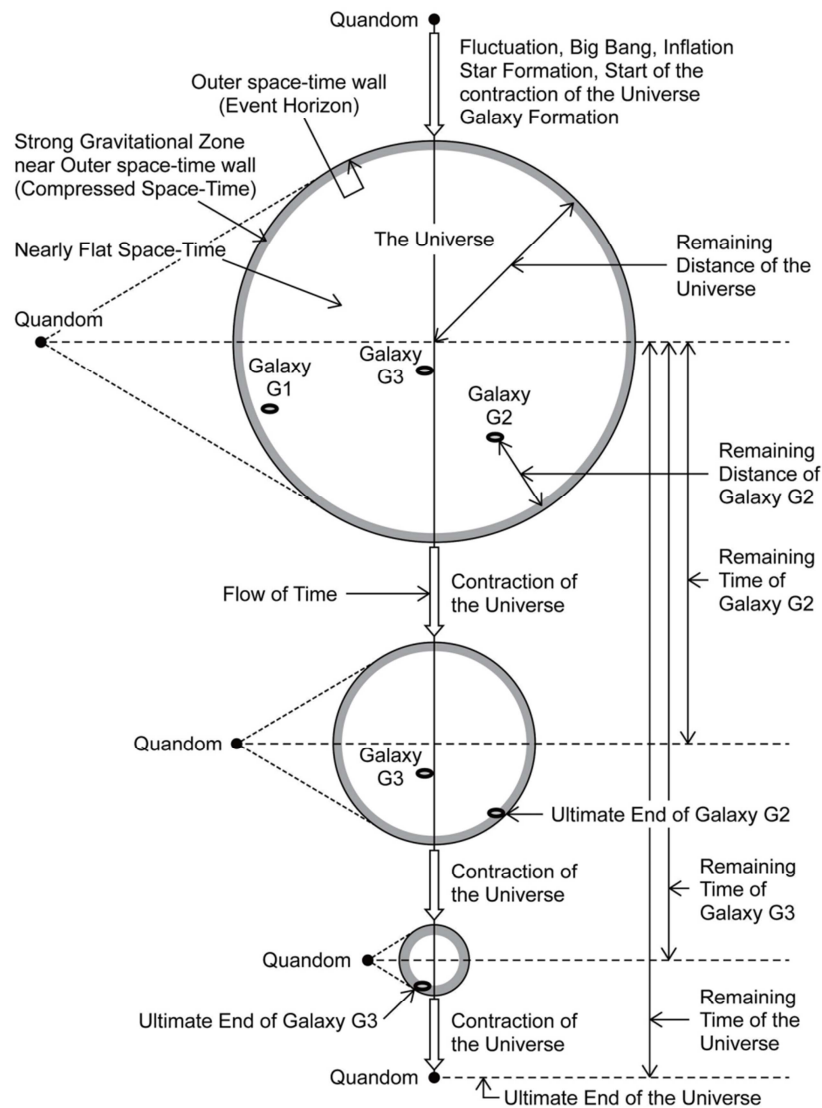 Quandom
Fluctuation, Big Bang, Inflation
Star Formation, Start of the
contraction of the Universe
Galaxy Formation
Outer space-time wall
(Event Horizon)
Strong Gravitational Zone
near Outer space-time wall
(Compressed Space-Time)
Nearly Flat Space-Time
The Universe
Remaining
Distance of the
Universe
Quandom
Galaxy
G1
Galaxy
G3
Galaxy
G2
Remaining
Distance of
Galaxy G2
Remaining
Time of
Galaxy G2
Flow of Time
Contraction of
the Universe
Quandom
Galaxy
G3
Ultimate End of Galaxy G2
Contraction of
the Universe
Remaining
Time of
Galaxy G3
Quandom
Ultimate End of Galaxy G3
Contraction of
the Universe
Remaining
Time of the
Universe
Quandom
Ultimate End of the Universe